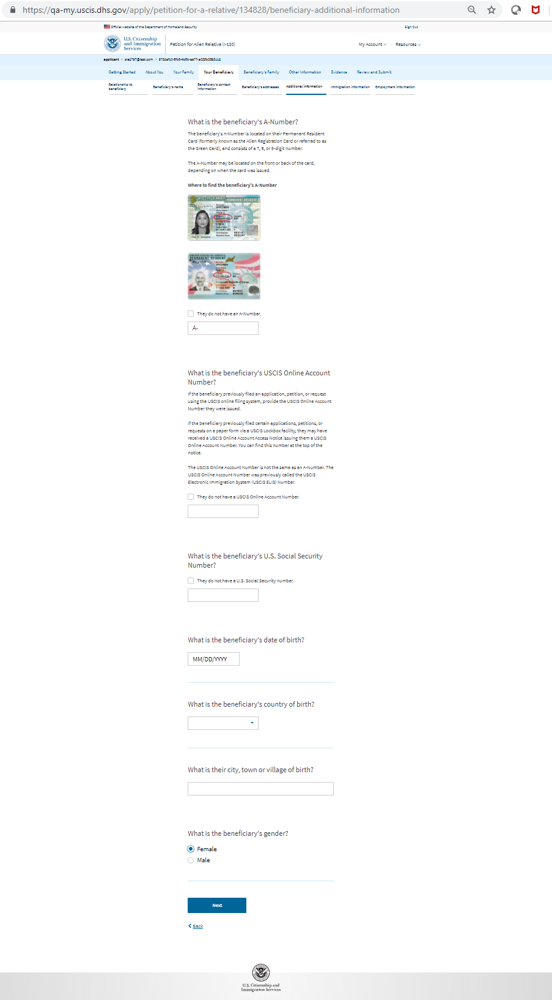 https://qa-my.uscis.dhs.gov/apply/petition-for-a-relative/134828/beneficiary-additional-information
Official website of the Department of Homeland Security
Sign Out
U.S. Citizenship
and Immigration
Services
Petition for Alien Relative (I-130)
My Account
Resources
applicant >
Getting Started
About You
Your Family
Your Beneficiary
Beneficiary's Family
Other Information
Evidence
Review and Submit
Relationship to
beneficiary
Beneficiary's name
Beneficiary's contact
information
Beneficiary's addresses
Additional information
Immigration information
Employment information
What is the beneficiary's A-Number?
The beneficiary's A-Number is located on their Permanent Resident
Card (formerly known as the Alien Registration Card or referred to as
the Green Card), and consists of a 7, 8, or 9-digit number.
The A-Number may be located on the front or back of the card,
depending on when the card was issued.
Where to find the beneficiary's A-Number
UNITED STATES OF AMERICA
PERMANENT RESIDENT
SPECIMEN
TEST V
UNITED STATES OF AMERICA
PERMANENT RESIDENT
SPECIMEN
TEST V
They do not have an A-Number.
A-
What is the beneficiary's USCIS Online Account
Number?
If the beneficiary previously filed an application, petition, or request
using the USCIS online filing system, provide the USCIS Online Account
Number they were issued.
If the beneficiary previously filed certain applications, petitions, or
requests on a paper form via a USCIS Lockbox facility, they may have
received a USCIS Online Account Access Notice issuing them a USCIS
Online Account Number. You can find this number at the top of the
notice.
The USCIS Online Account Number is not the same as an A-Number. The
USCIS Online Account Number was previously called the USCIS
Electronic Immigration System (USCIS ELIS) Number.
They do not have a USCIS Online Account Number.
What is the beneficiary's U.S. Social Security
Number?
They do not have a U.S. Social Security number.
What is the beneficiary's date of birth?
MM/DD/YYYY
What is the beneficiary's country of birth?
What is their city, town or village of birth?
What is the beneficiary's gender?
Female
Male
Next
Back
U.S. Citizenship and
Immigration Services